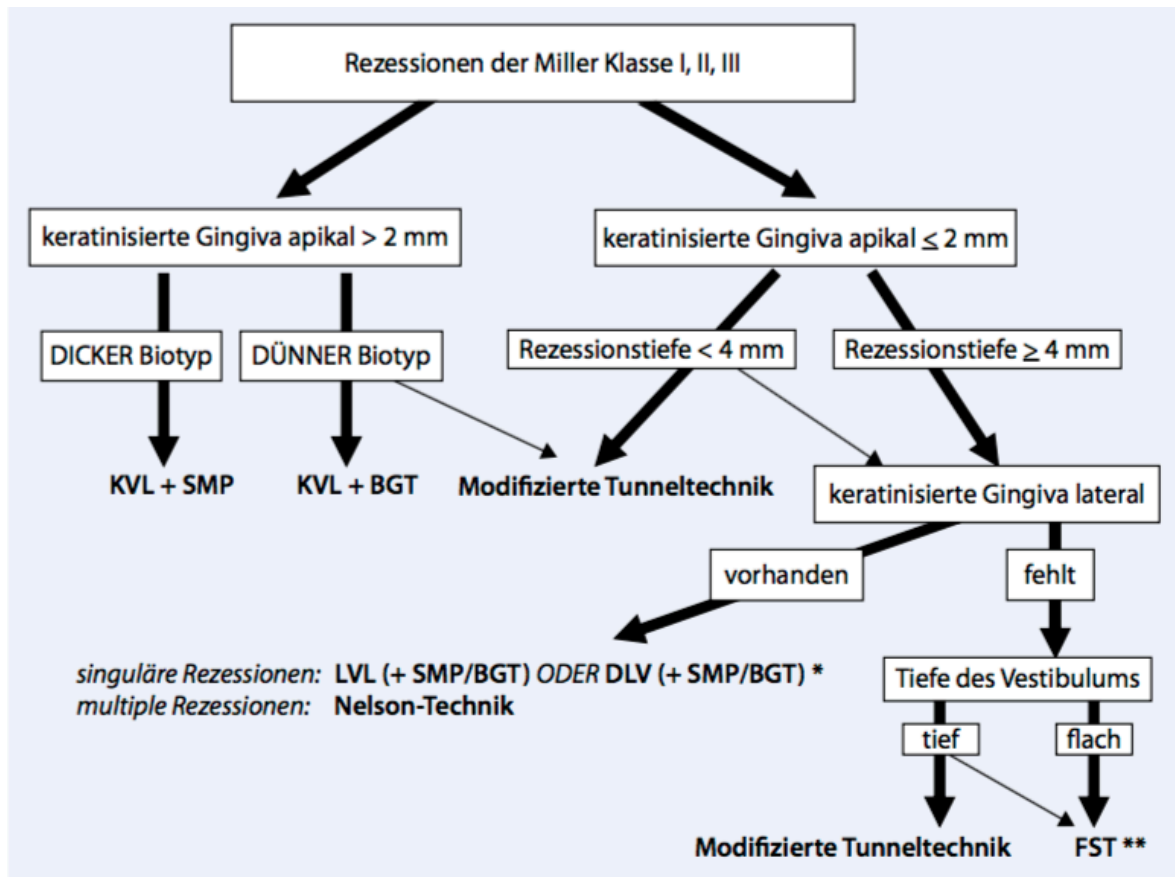 Rezessionen der Miller Klasse I, II, III
keratinisierte Gingiva apikal > 2 mm
keratinisierte Gingiva apikal ≤ 2 mm
DICKER Biotyp
DÜNNER Biotyp
Rezessionstiefe < 4 mm
Rezessionstiefe ≥ 4 mm
KVL + SMP
KVL + BGT
Modifizierte Tunneltechnik
keratinisierte Gingiva lateral
vorhanden
fehlt
singuläre Rezessionen: LVL (+ SMP/BGT) ODER DLV (+ SMP/BGT) *
multiple Rezessionen: Nelson-Technik
Tiefe des Vestibulums
tief
flach
Modifizierte Tunneltechnik
FST **